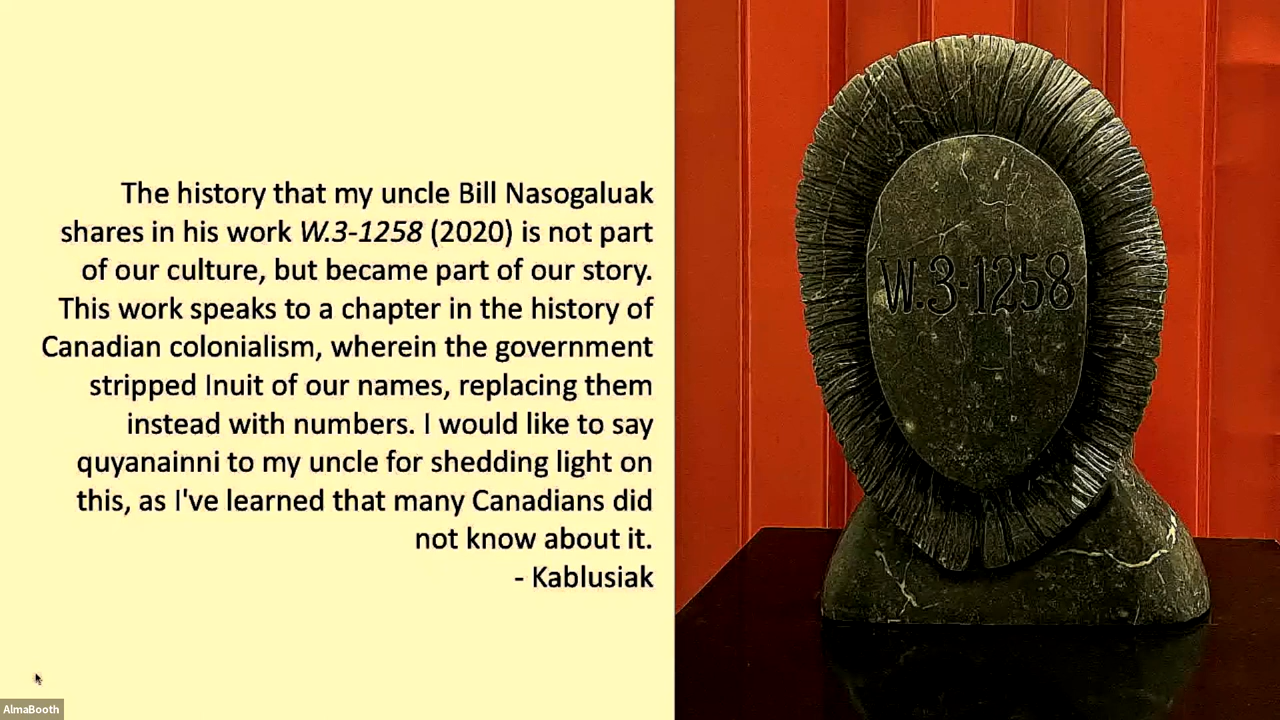 The history that my uncle Bill Nasogaluak
shares in his work W.3-1258 (2020) is not part
of our culture, but became part of our story.
This work speaks to a chapter in the history of
Canadian colonialism, wherein the government
stripped Inuit of our names, replacing them
instead with numbers. I would like to say
quyanainni to my uncle for shedding light on
this, as I've learned that many Canadians did
not know about it.
- Kablusiak
W.3-1258
AlmaBooth